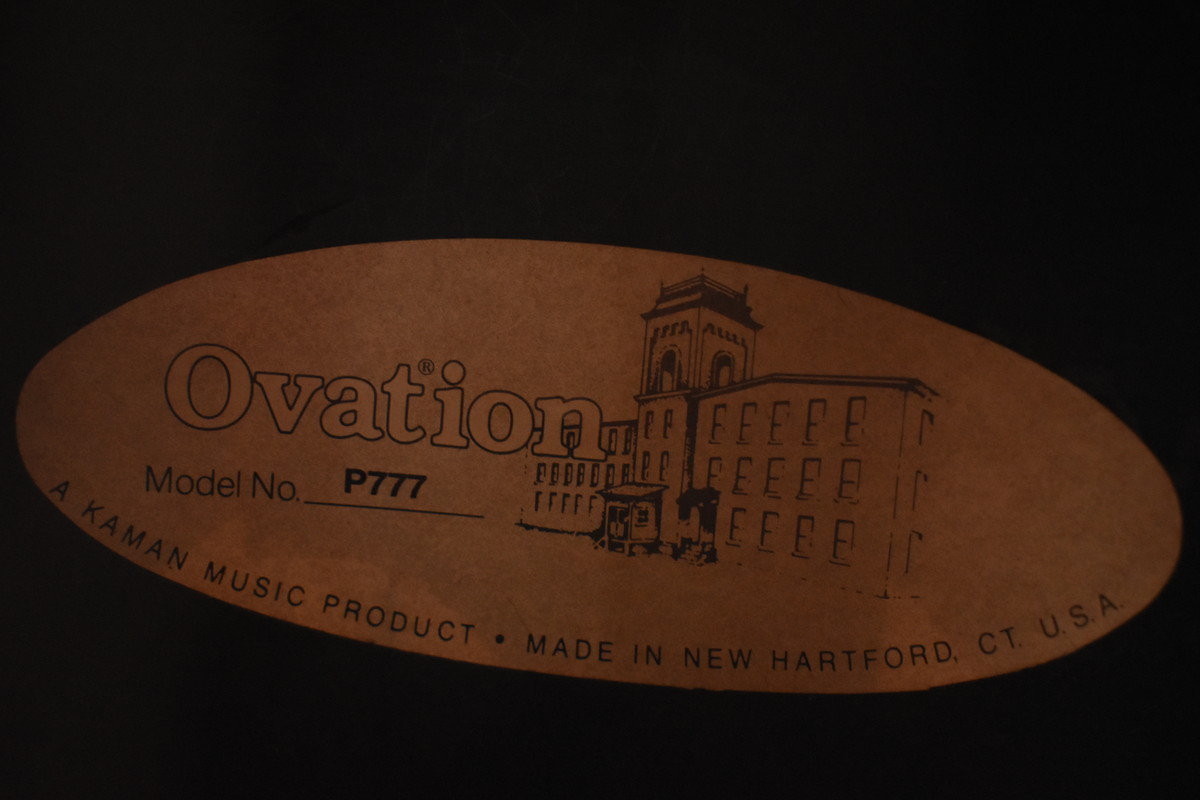 Ovation®
Model No. P777
A KAMAN MUSIC PRODUCT • MADE IN NEW HARTFORD, CT. U.S.A.